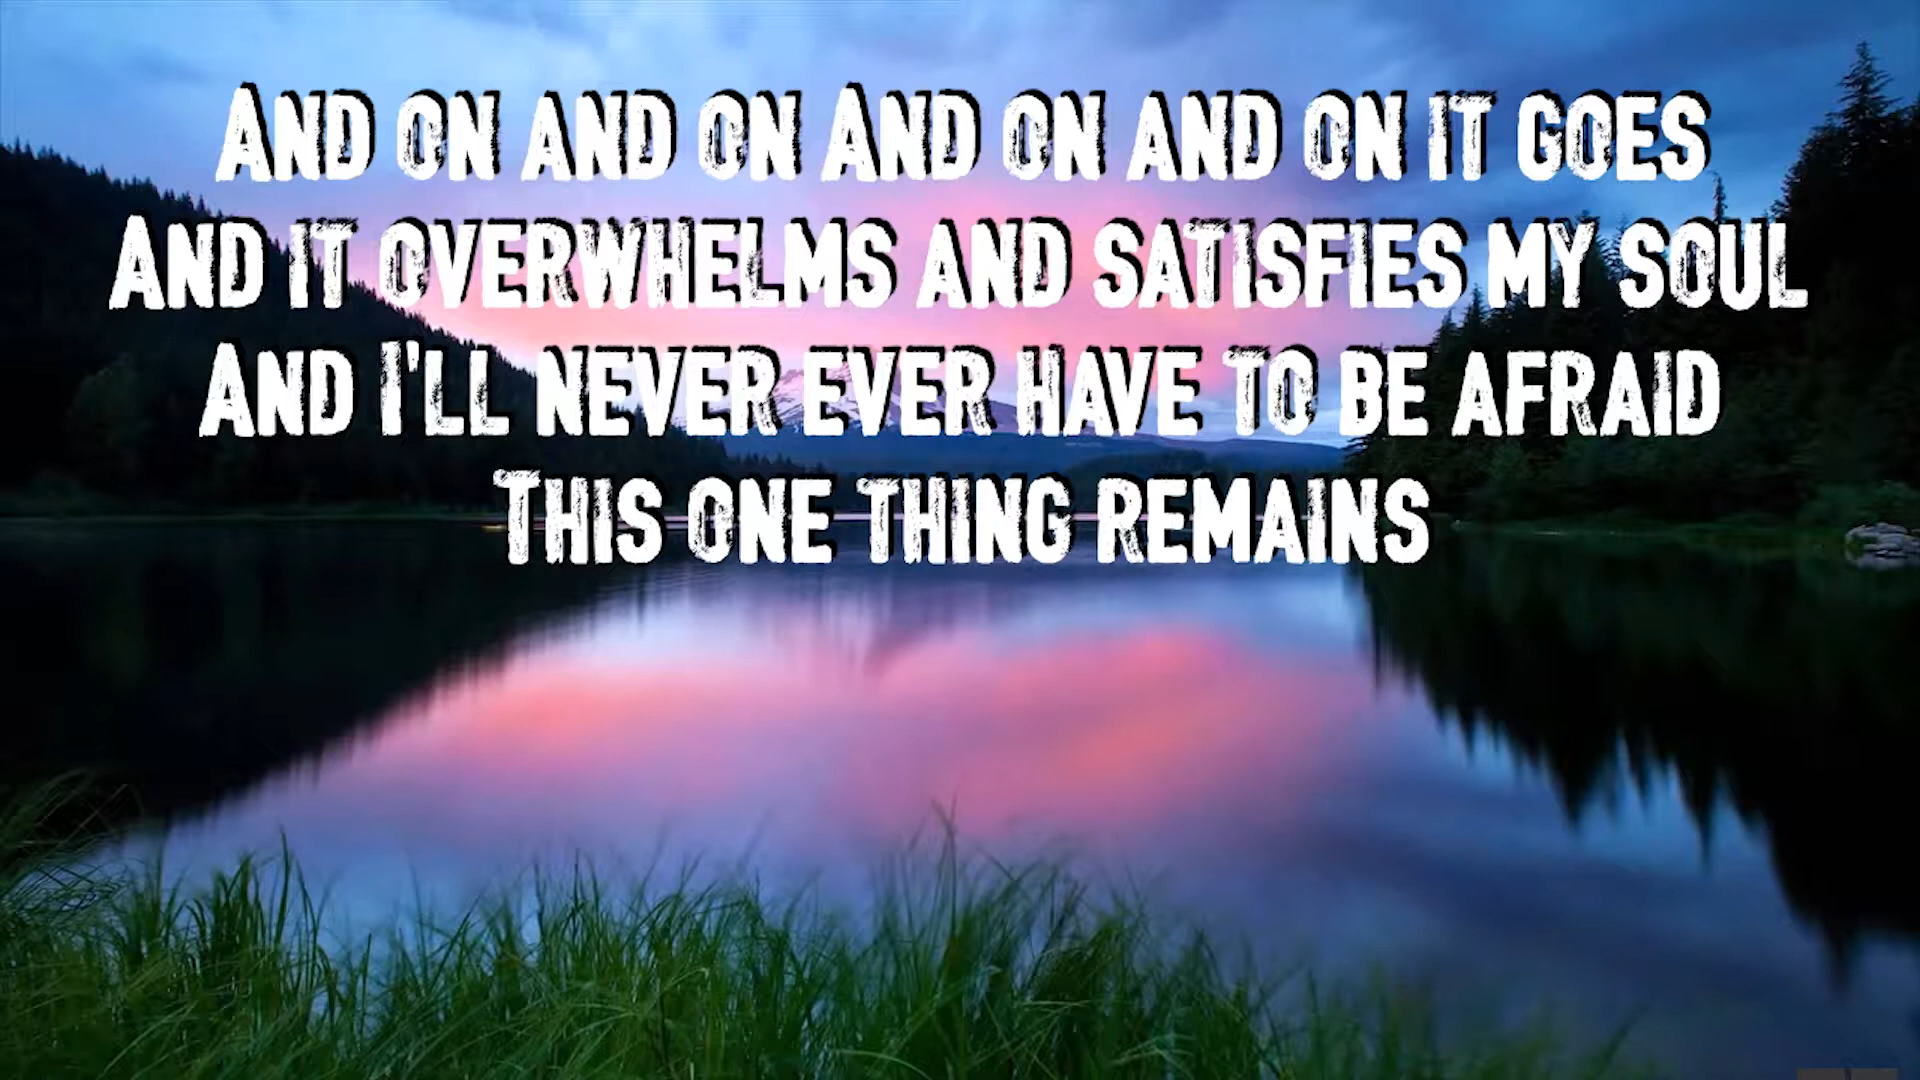 And on and on And on and on it goes
And it overwhelms and satisfies my soul
And I'll never ever have to be afraid
This one thing remains